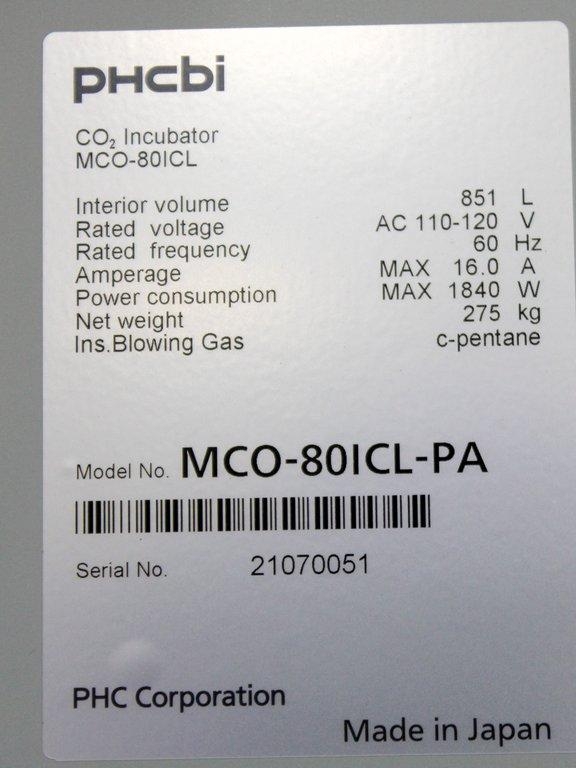 PHCbi
CO₂ Incubator
MCO-80ICL
Interior volume 851 L
Rated voltage AC 110-120 V
Rated frequency 60 Hz
Amperage MAX 16.0 A
Power consumption MAX 1840 W
Net weight 275 kg
Ins.Blowing Gas c-pentane
Model No. MCO-80ICL-PA
Serial No. 21070051
PHC Corporation
Made in Japan